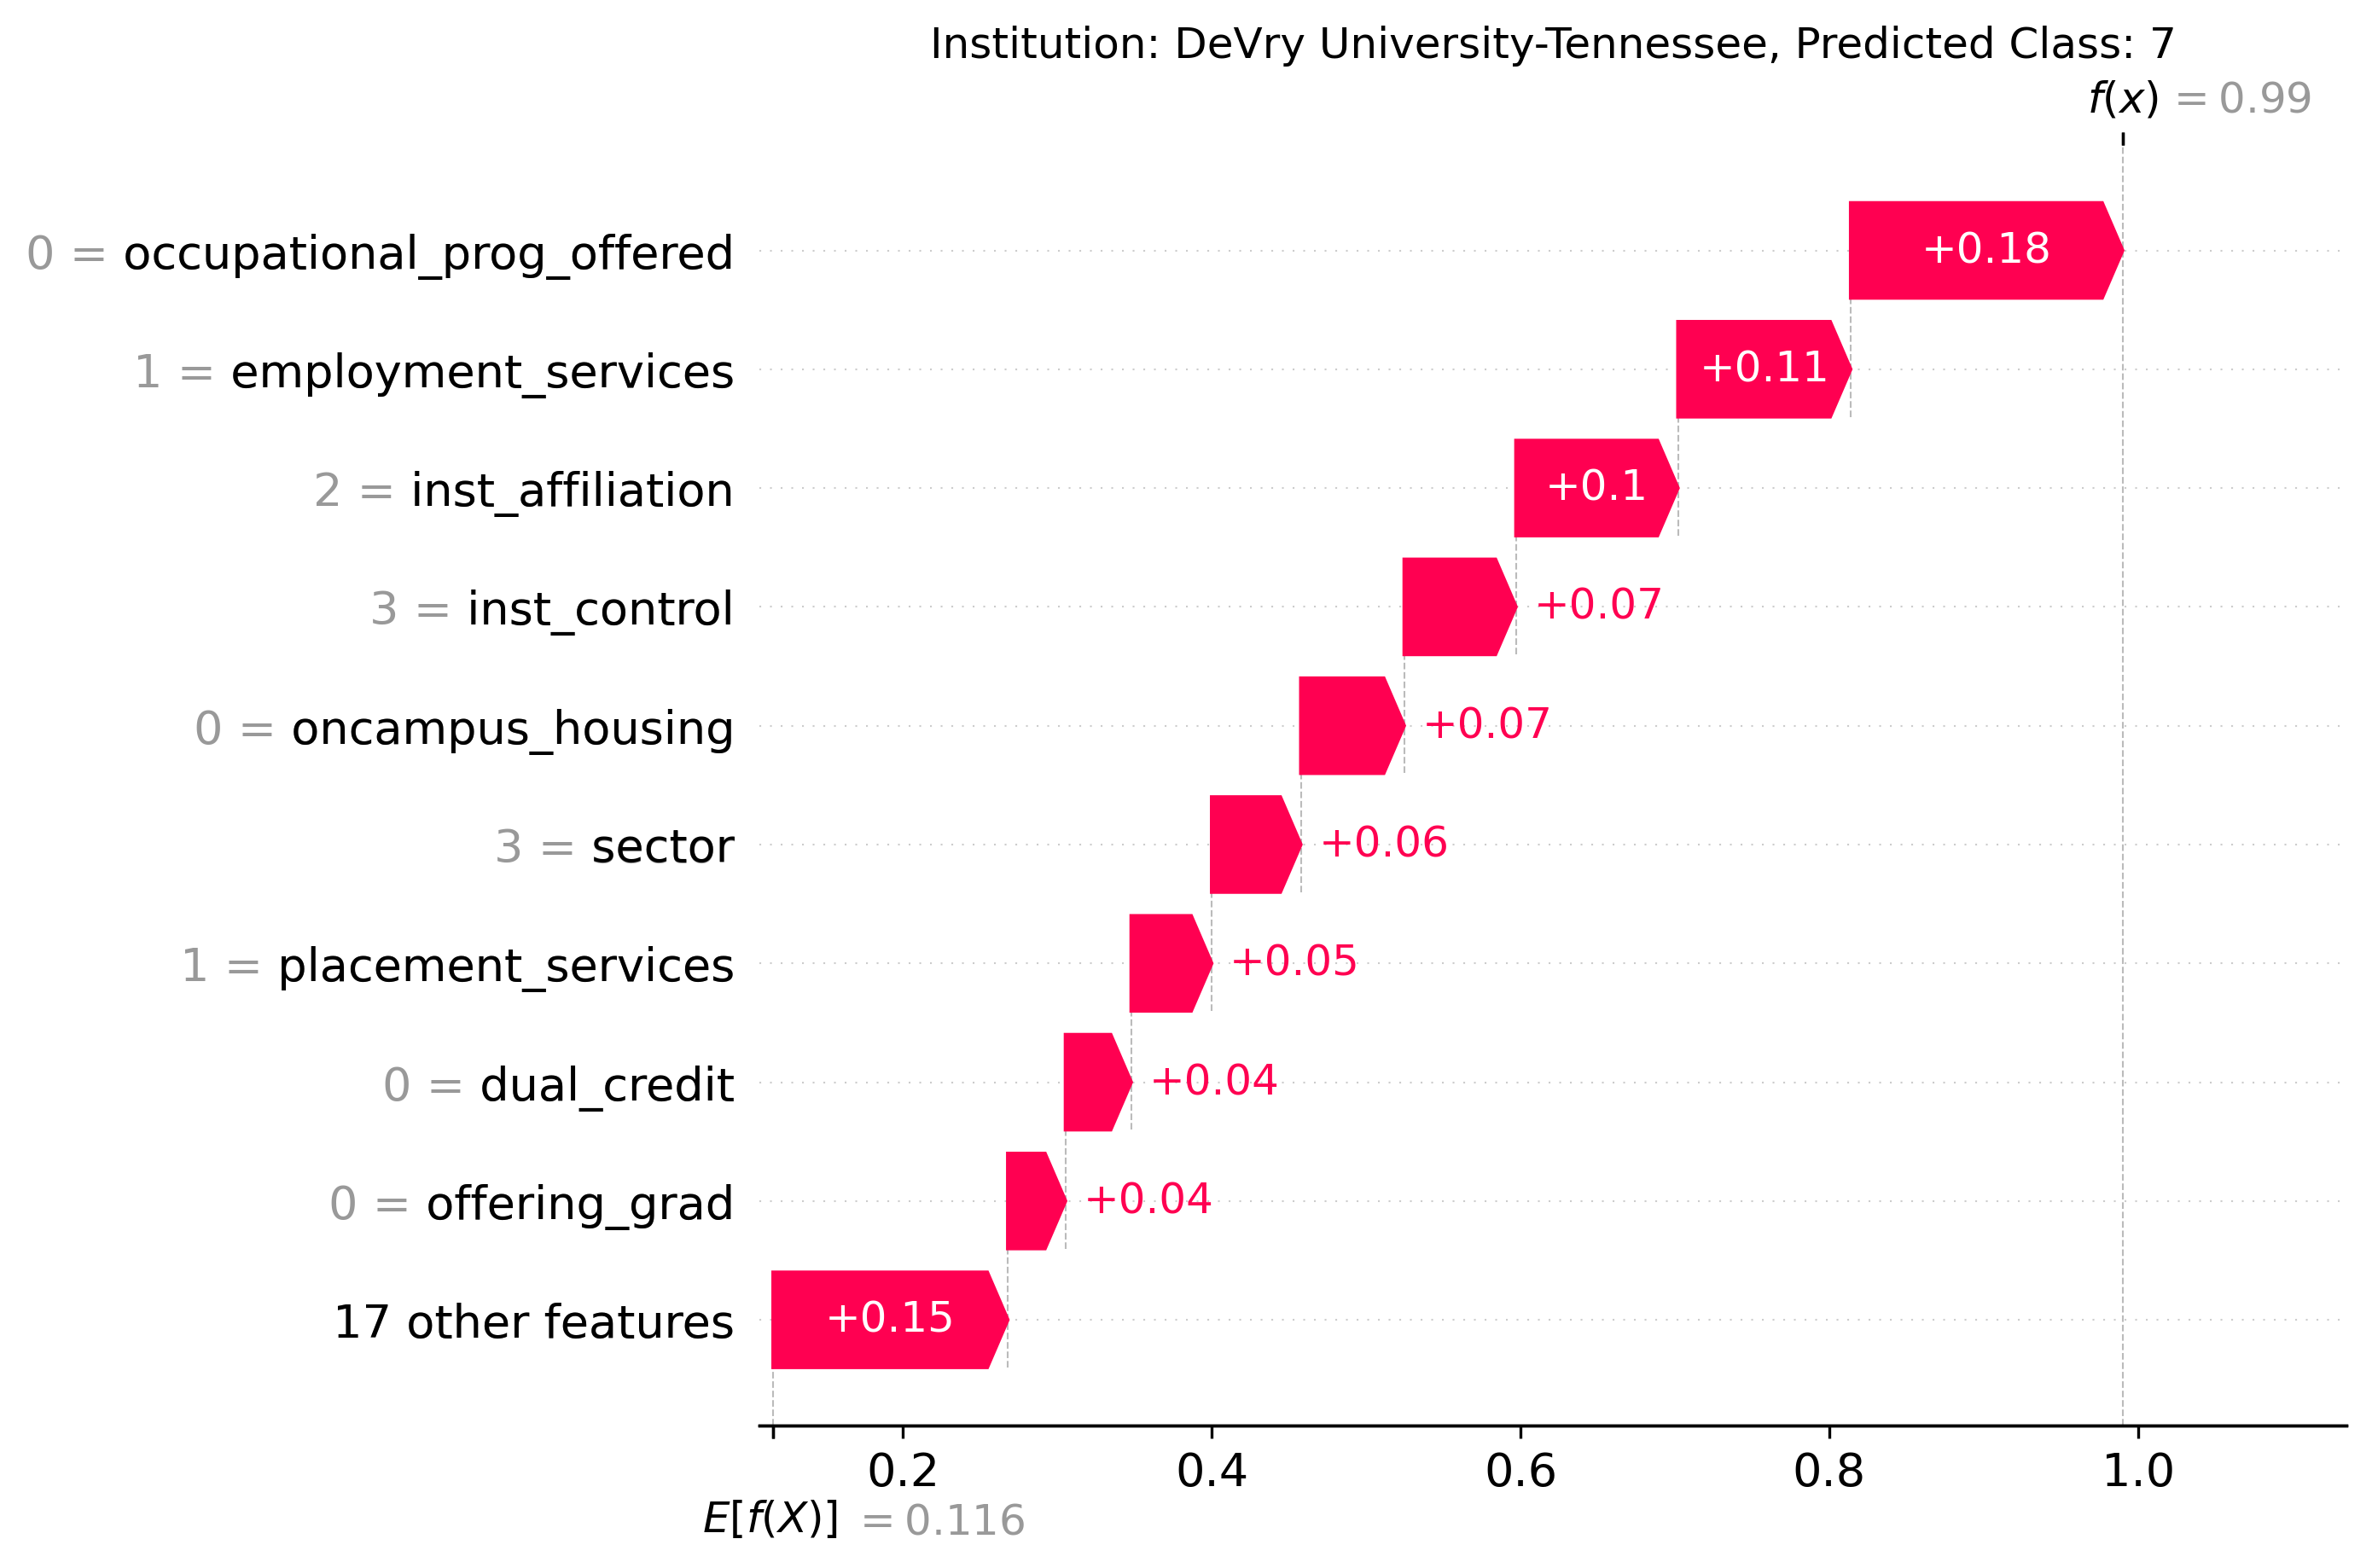 Institution: DeVry University-Tennessee, Predicted Class: 7
f(x) = 0.99
0 = occupational_prog_offered +0.18
1 = employment_services +0.11
2 = inst_affiliation +0.1
3 = inst_control +0.07
0 = oncampus_housing +0.07
3 = sector +0.06
1 = placement_services +0.05
0 = dual_credit +0.04
0 = offering_grad +0.04
17 other features +0.15
0.2 0.4 0.6 0.8 1.0
E[f(X)] = 0.116